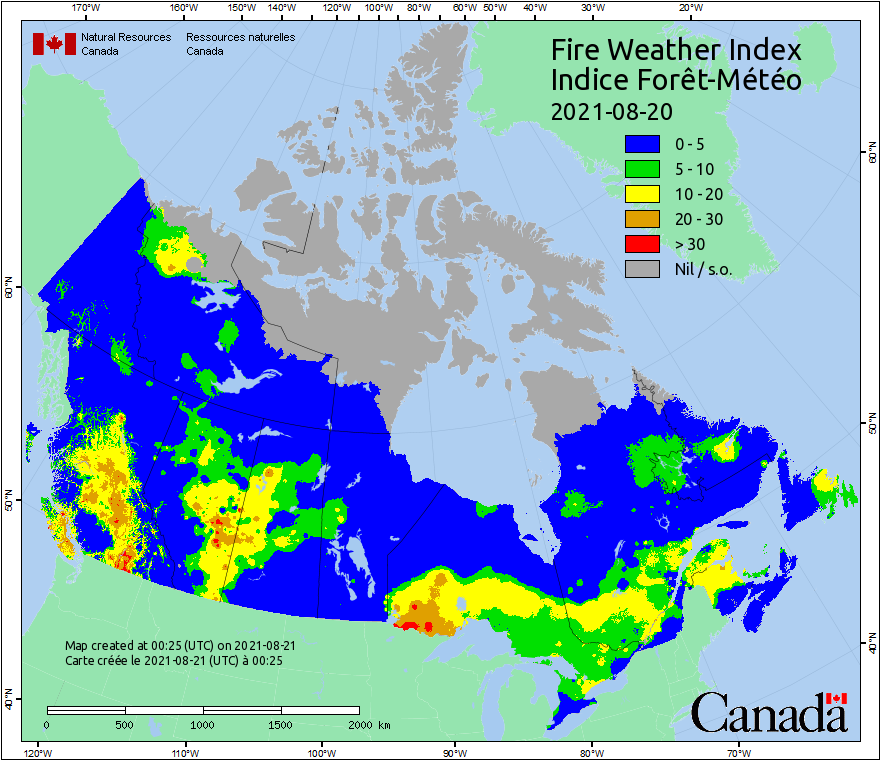 170°W 160°W 150°W 140°W 130°W 120°W 110°W 100°W 90°W 80°W 70°W 60°W 50°W 40°W 30°W 20°W
Natural Resources Ressources naturelles
Canada Canada
Fire Weather Index
Indice Forêt-Météo
2021-08-20
0 - 5
5 - 10
10 - 20
20 - 30
> 30
Nil / s.o.
60°N
60°N
50°N
50°N
40°N
40°N
Map created at 00:25 (UTC) on 2021-08-21
Carte créée le 2021-08-21 (UTC) à 00:25
0 500 1000 1500 2000 km
Canada
120°W 110°W 100°W 90°W 80°W 70°W